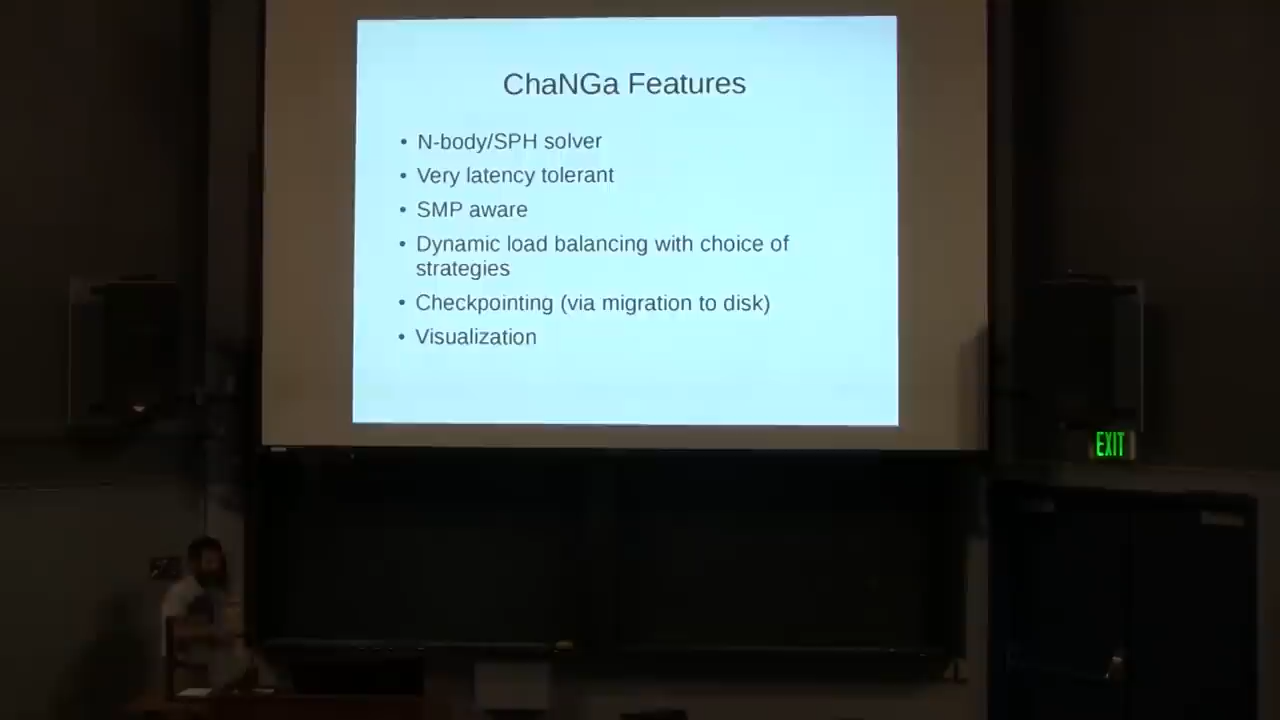 ChaNGa Features
• N-body/SPH solver
• Very latency tolerant
• SMP aware
• Dynamic load balancing with choice of
strategies
• Checkpointing (via migration to disk)
• Visualization
EXIT